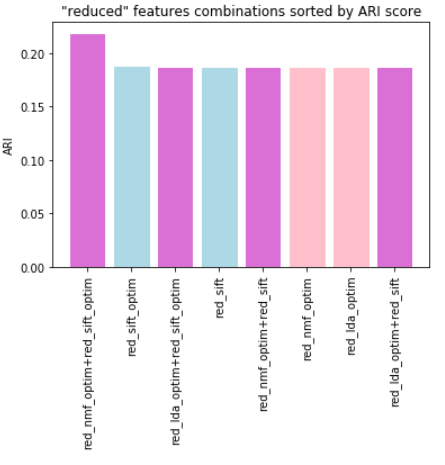 "reduced" features combinations sorted by ARI score
0.20
0.15
0.10
0.05
0.00
ARI
red_nmf_optim+red_sift_optim
red_sift_optim
red_lda_optim+red_sift_optim
red_sift
red_nmf_optim+red_sift
red_nmf_optim
red_lda_optim
red_lda_optim+red_sift